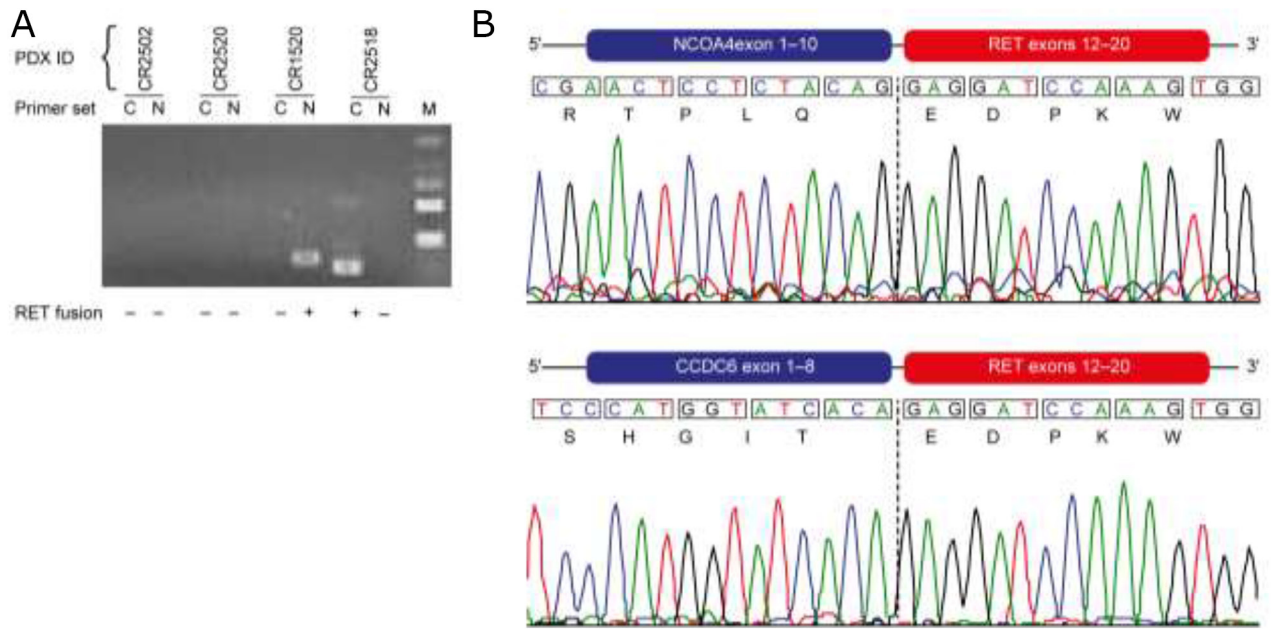 A
PDX ID
CR2502
CR2520
CR1520
CR2518
Primer set C N C N C N C N M
RET fusion – – – – – + + –
B
5' NCOA4exon 1–10 RET exons 12–20 3'
C G A A C T C C T C T A C A G G A G G A T C C A A A G T G G
R T P L Q E D P K W
5' CCDC6 exon 1–8 RET exons 12–20 3'
T C C C A T G G T A T C A C A G A G G A T C C A A A G T G G
S H G I T E D P K W